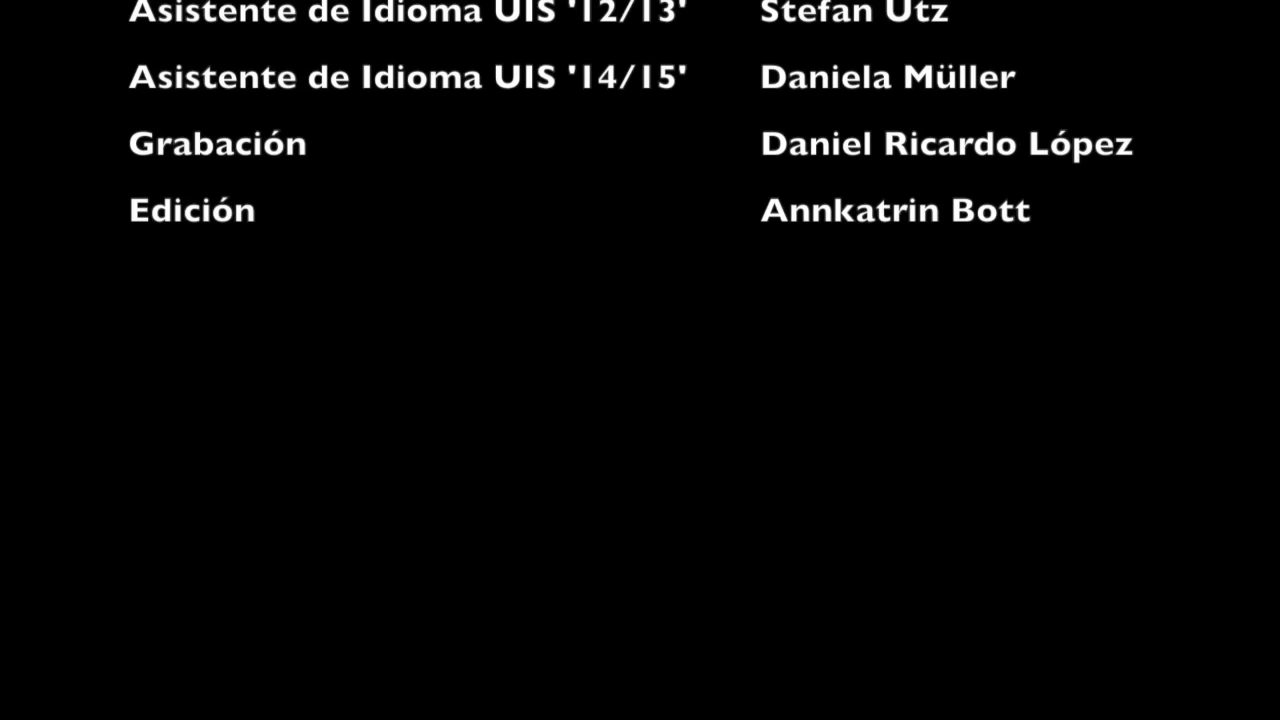 Asistente de Idioma UIS '12/13' Stefan Utz
Asistente de Idioma UIS '14/15' Daniela Müller
Grabación Daniel Ricardo López
Edición Annkatrin Bott